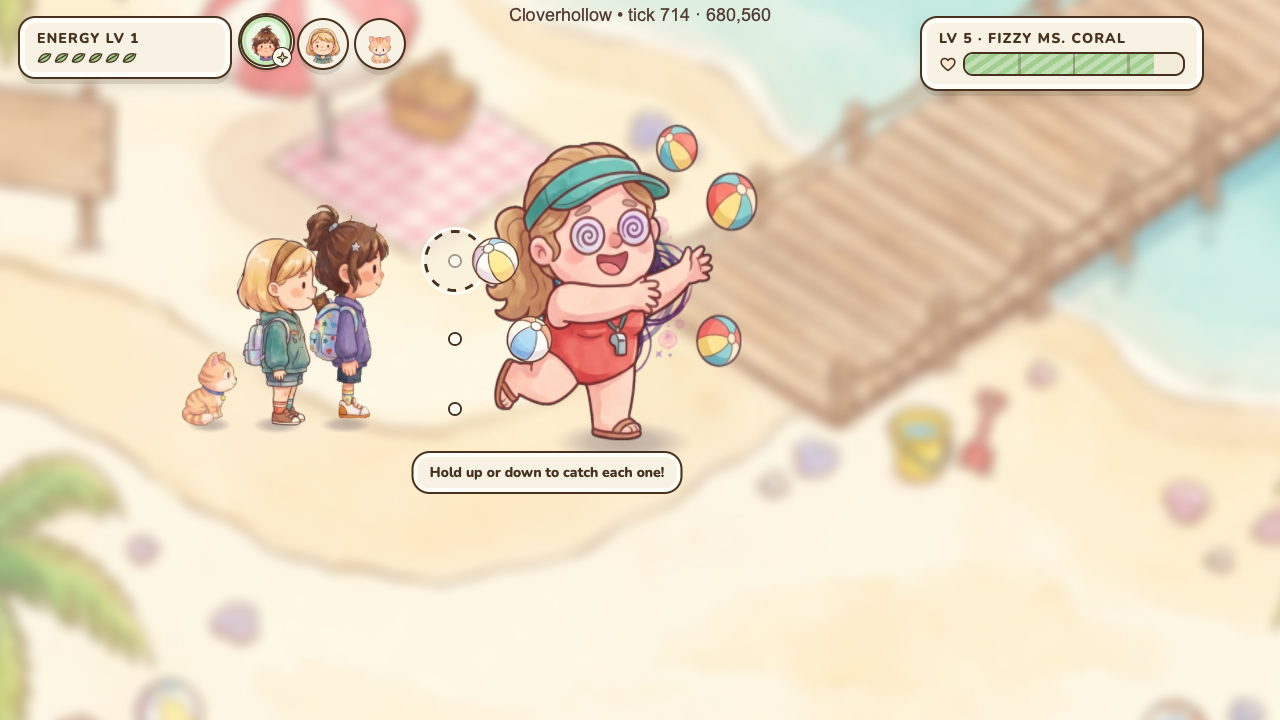 Cloverhollow • tick 714 · 680,560
ENERGY LV 1
LV 5 · FIZZY MS. CORAL
Hold up or down to catch each one!